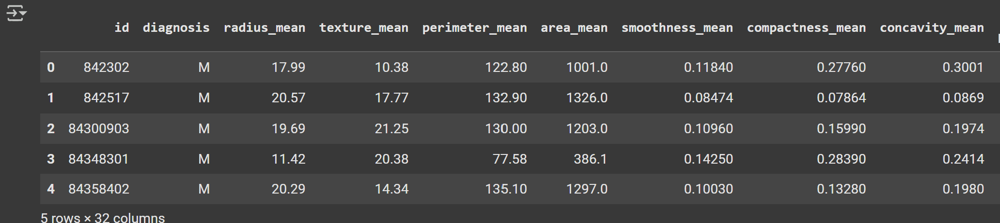 id diagnosis radius_mean texture_mean perimeter_mean area_mean smoothness_mean compactness_mean concavity_mean
0 842302 M 17.99 10.38 122.80 1001.0 0.11840 0.27760 0.3001
1 842517 M 20.57 17.77 132.90 1326.0 0.08474 0.07864 0.0869
2 84300903 M 19.69 21.25 130.00 1203.0 0.10960 0.15990 0.1974
3 84348301 M 11.42 20.38 77.58 386.1 0.14250 0.28390 0.2414
4 84358402 M 20.29 14.34 135.10 1297.0 0.10030 0.13280 0.1980
5 rows × 32 columns